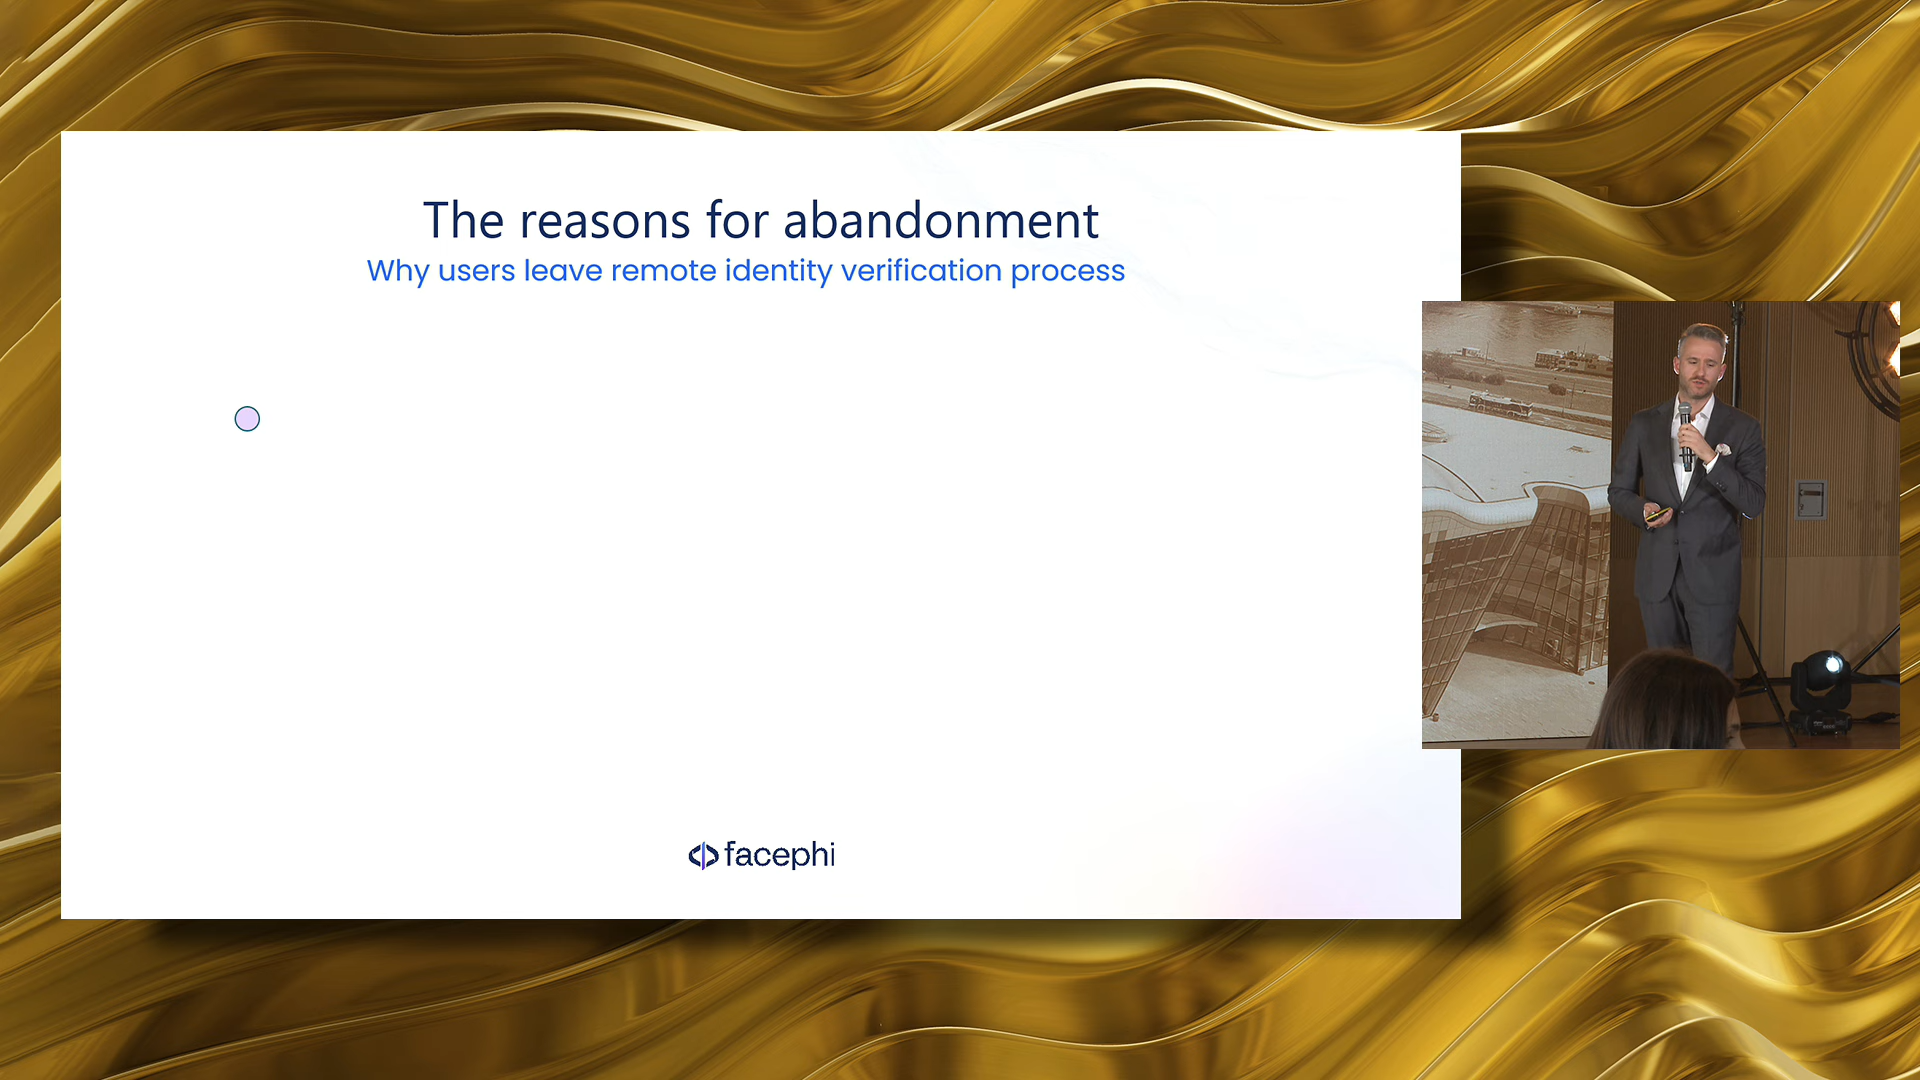 The reasons for abandonment
Why users leave remote identity verification process
facephi